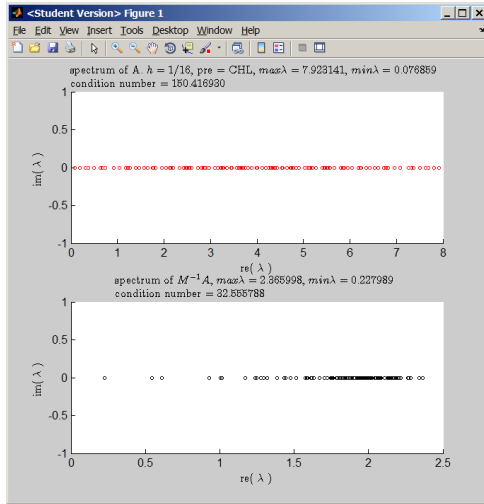 <Student Version> Figure 1
File Edit View Insert Tools Desktop Window Help
spectrum of A. h = 1/16, pre = CHL, maxλ = 7.923141, minλ = 0.076859
condition number = 150.416930
1
0.5
0
-0.5
-1
im( λ )
0 1 2 3 4 5 6 7 8
re( λ )
spectrum of M⁻¹A, maxλ = 2.365998, minλ = 0.227989
condition number = 32.555788
1
0.5
0
-0.5
-1
im( λ )
0 0.5 1 1.5 2 2.5
re( λ )